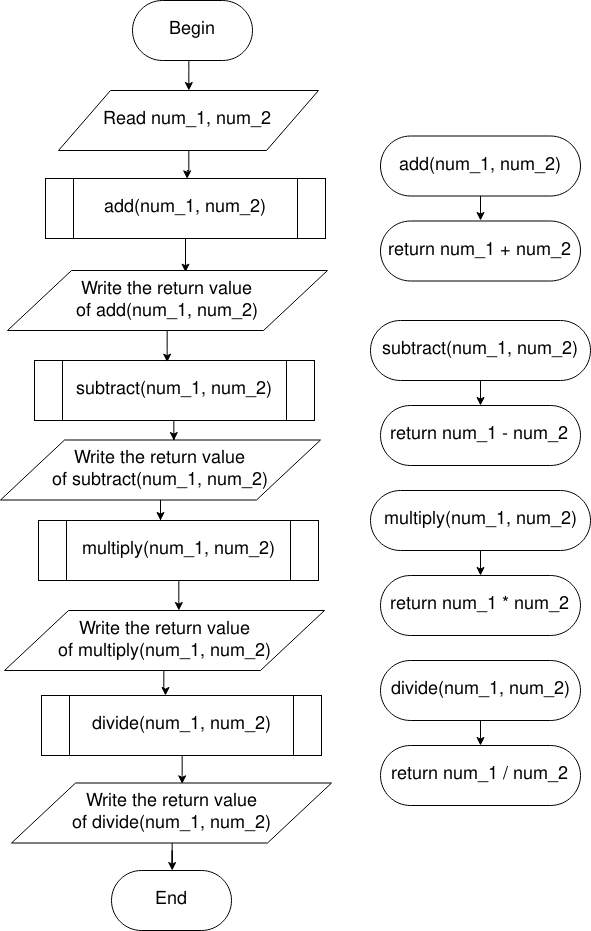 Begin
Read num_1, num_2
add(num_1, num_2)
Write the return value
of add(num_1, num_2)
subtract(num_1, num_2)
Write the return value
of subtract(num_1, num_2)
multiply(num_1, num_2)
Write the return value
of multiply(num_1, num_2)
divide(num_1, num_2)
Write the return value
of divide(num_1, num_2)
End
add(num_1, num_2)
return num_1 + num_2
subtract(num_1, num_2)
return num_1 - num_2
multiply(num_1, num_2)
return num_1 * num_2
divide(num_1, num_2)
return num_1 / num_2